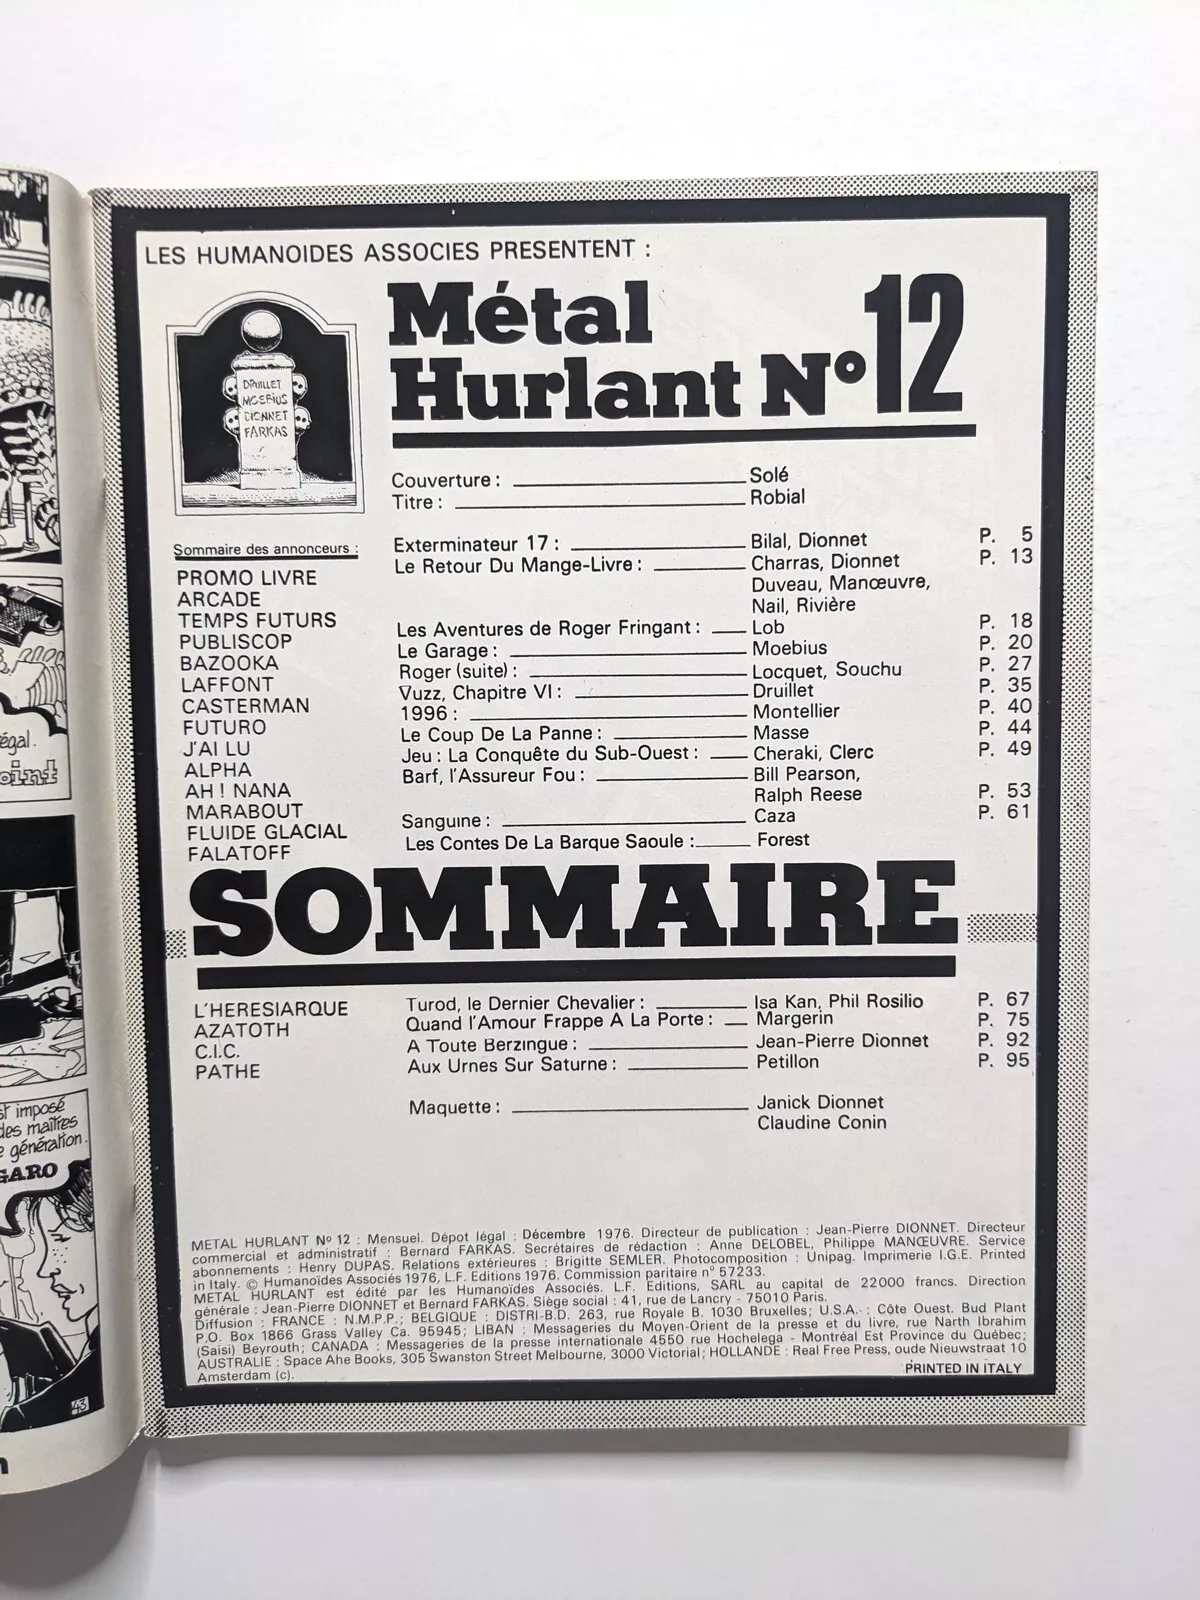 LES HUMANOIDES ASSOCIES PRESENTENT :
Métal
Hurlant Nº 12
DRUILLET
MOEBIUS
DIONNET
FARKAS
Couverture : Solé
Titre : Robial
Exterminateur 17 : Bilal, Dionnet P. 5
Le Retour Du Mange-Livre : Charras, Dionnet P. 13
Duveau, Manœuvre,
Nail, Rivière
Les Aventures de Roger Fringant : Lob P. 18
Le Garage : Moebius P. 20
Roger (suite) : Locquet, Souchu P. 27
Vuzz, Chapitre VI : Druillet P. 35
1996 : Montellier P. 40
Le Coup De La Panne : Masse P. 44
Jeu : La Conquête du Sub-Ouest : Cheraki, Clerc P. 49
Barf, l'Assureur Fou : Bill Pearson,
Ralph Reese P. 53
Sanguine : Caza P. 61
Les Contes De La Barque Saoule : Forest
Sommaire des annonceurs :
PROMO LIVRE
ARCADE
TEMPS FUTURS
PUBLISCOP
BAZOOKA
LAFFONT
CASTERMAN
FUTURO
J'AI LU
ALPHA
AH ! NANA
MARABOUT
FLUIDE GLACIAL
FALATOFF
SOMMAIRE
L'HERESIARQUE
AZATOTH
C.I.C.
PATHE
Turod, le Dernier Chevalier : Isa Kan, Phil Rosilio P. 67
Quand l'Amour Frappe A La Porte : Margerin P. 75
A Toute Berzingue : Jean-Pierre Dionnet P. 92
Aux Urnes Sur Saturne : Petillon P. 95
Maquette : Janick Dionnet
Claudine Conin
METAL HURLANT Nº 12 : Mensuel. Dépot légal : Décembre 1976. Directeur de publication : Jean-Pierre DIONNET. Directeur
commercial et administratif : Bernard FARKAS. Secrétaires de rédaction : Anne DELOBEL, Philippe MANŒUVRE. Service
abonnements : Henry DUPAS. Relations extérieures : Brigitte SEMLER. Photocomposition : Unipag. Imprimerie I.G.E. Printed
in Italy. © Humanoïdes Associés 1976, L.F. Editions 1976. Commission paritaire n° 57233.
METAL HURLANT est édité par les Humanoïdes Associés. L.F. Editions, SARL au capital de 22000 francs. Direction
générale : Jean-Pierre DIONNET et Bernard FARKAS. Siège social : 41, rue de Lancry - 75010 Paris.
Diffusion : FRANCE : N.M.P.P.; BELGIQUE : DISTRI-B.D. 263, rue Royale B. 1030 Bruxelles; U.S.A. : Côte Ouest. Bud Plant
P.O. Box 1866 Grass Valley Ca. 95945; LIBAN : Messageries du Moyen-Orient de la presse et du livre, rue Narth Ibrahim
(Saisi) Beyrouth; CANADA : Messageries de la presse internationale 4550 rue Hochelega - Montréal Est Province du Québec;
AUSTRALIE : Space Ahe Books, 305 Swanston Street Melbourne, 3000 Victorial; HOLLANDE : Real Free Press, oude Nieuwstraat 10
Amsterdam (c).
PRINTED IN ITALY
égal.
oint
st imposé
des maîtres
e génération.
GARO
43